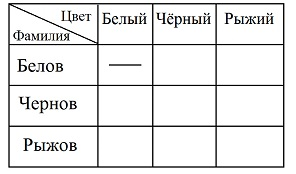 Цвет
Фамилия
Белый Чёрный Рыжий
Белов —
Чернов
Рыжов